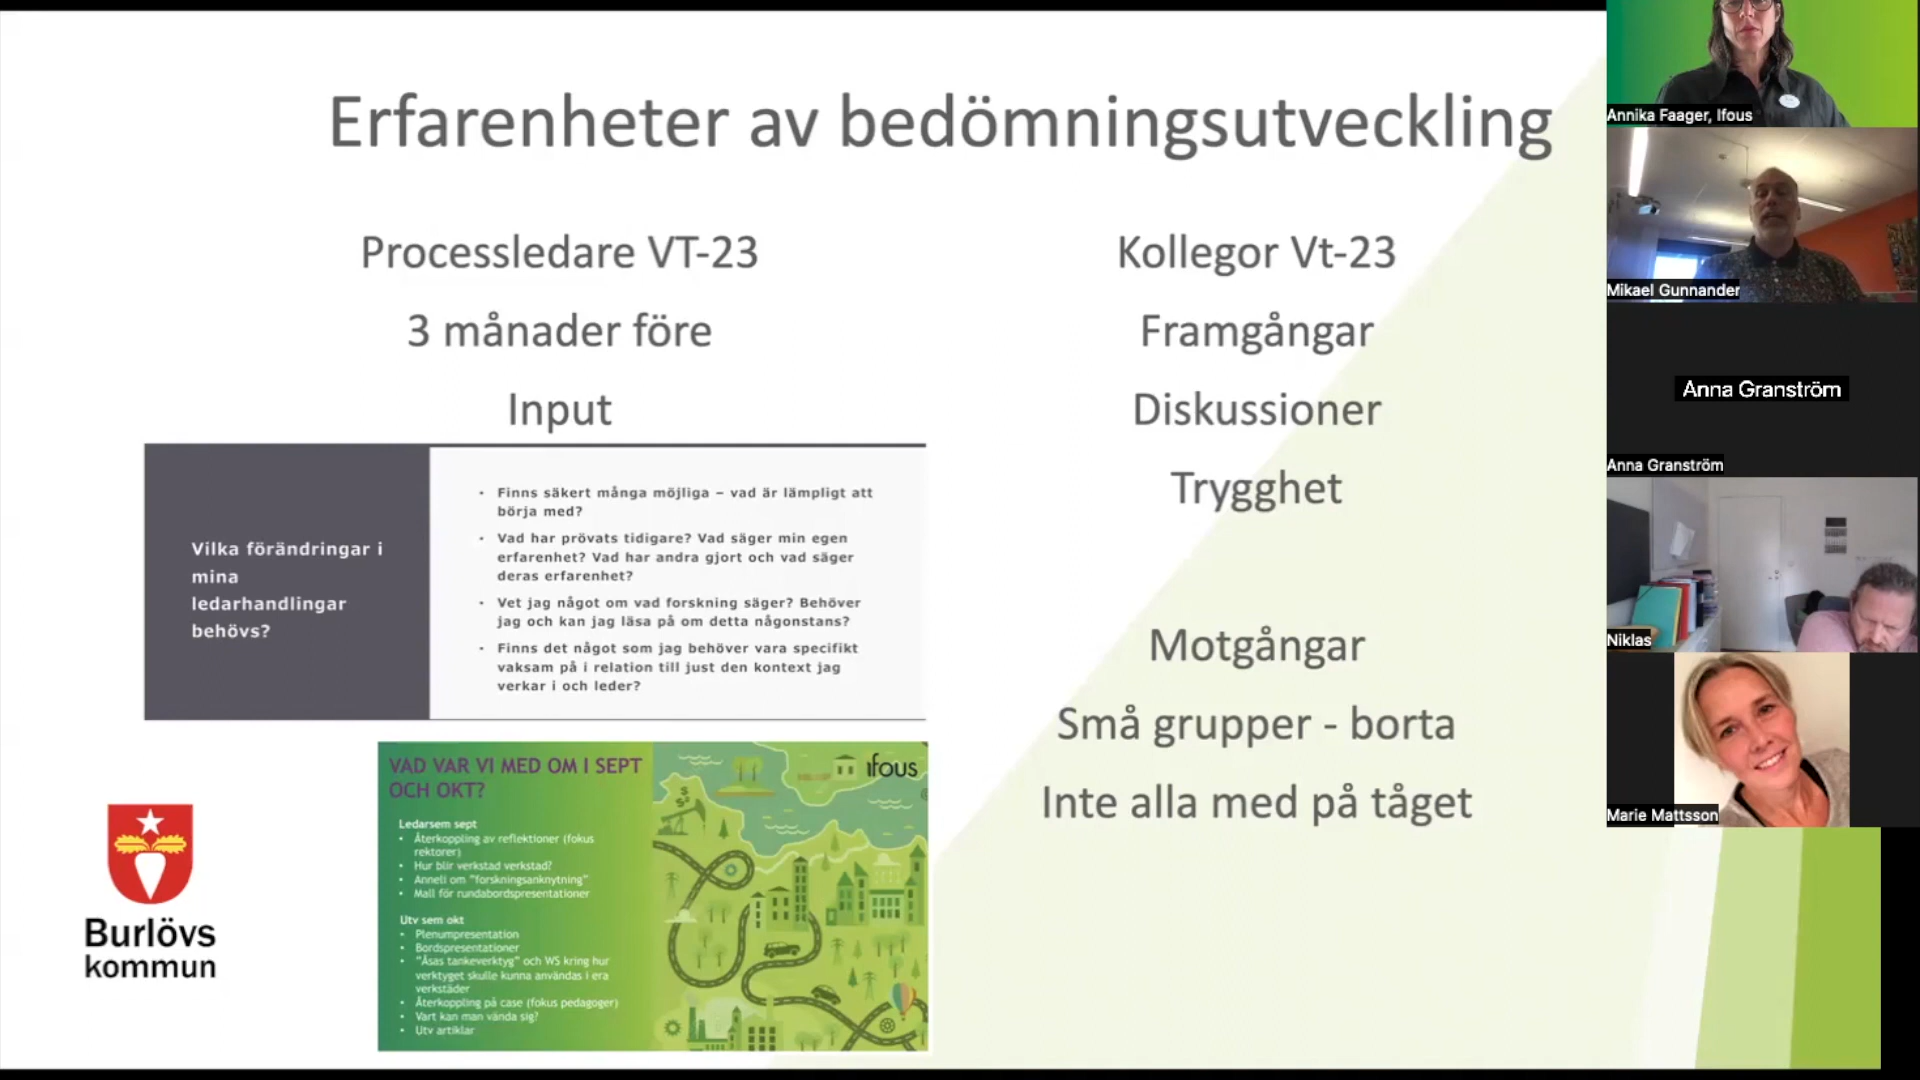 Erfarenheter av bedömningsutveckling
Processledare VT-23
3 månader före
Input
Vilka förändringar i
mina
ledarhandlingar
behövs?
• Finns säkert många möjliga – vad är lämpligt att
börja med?
• Vad har prövats tidigare? Vad säger min egen
erfarenhet? Vad har andra gjort och vad säger
deras erfarenhet?
• Vet jag något om vad forskning säger? Behöver
jag och kan jag läsa på om detta någonstans?
• Finns det något som jag behöver vara specifikt
vaksam på i relation till just den kontext jag
verkar i och leder?
VAD VAR VI MED OM I SEPT
OCH OKT?
Ledarsem sept
• Återkoppling av reflektioner (fokus
rektorer)
• Hur blir verkstad verkstad?
• Anneli om "forskningsanknytning"
• Mall för rundabordspresentationer
Utv sem okt
• Plenumpresentation
• Bordspresentationer
• "Åsas tankeverktyg" och WS kring hur
verktyget skulle kunna användas i era
verkstäder
• Återkoppling på case (fokus pedagoger)
• Vart kan man vända sig?
• Utv artiklar
ifous
Burlövs
kommun
Kollegor Vt-23
Framgångar
Diskussioner
Trygghet
Motgångar
Små grupper - borta
Inte alla med på tåget
Annika Faager, Ifous
Mikael Gunnander
Anna Granström
Anna Granström
Niklas
Marie Mattsson